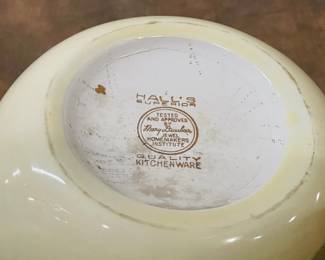 HALL'S
SUPERIOR
TESTED
AND APPROVED
BY
Mary Dunbar
JEWEL
HOMEMAKERS
INSTITUTE
QUALITY
KITCHENWARE